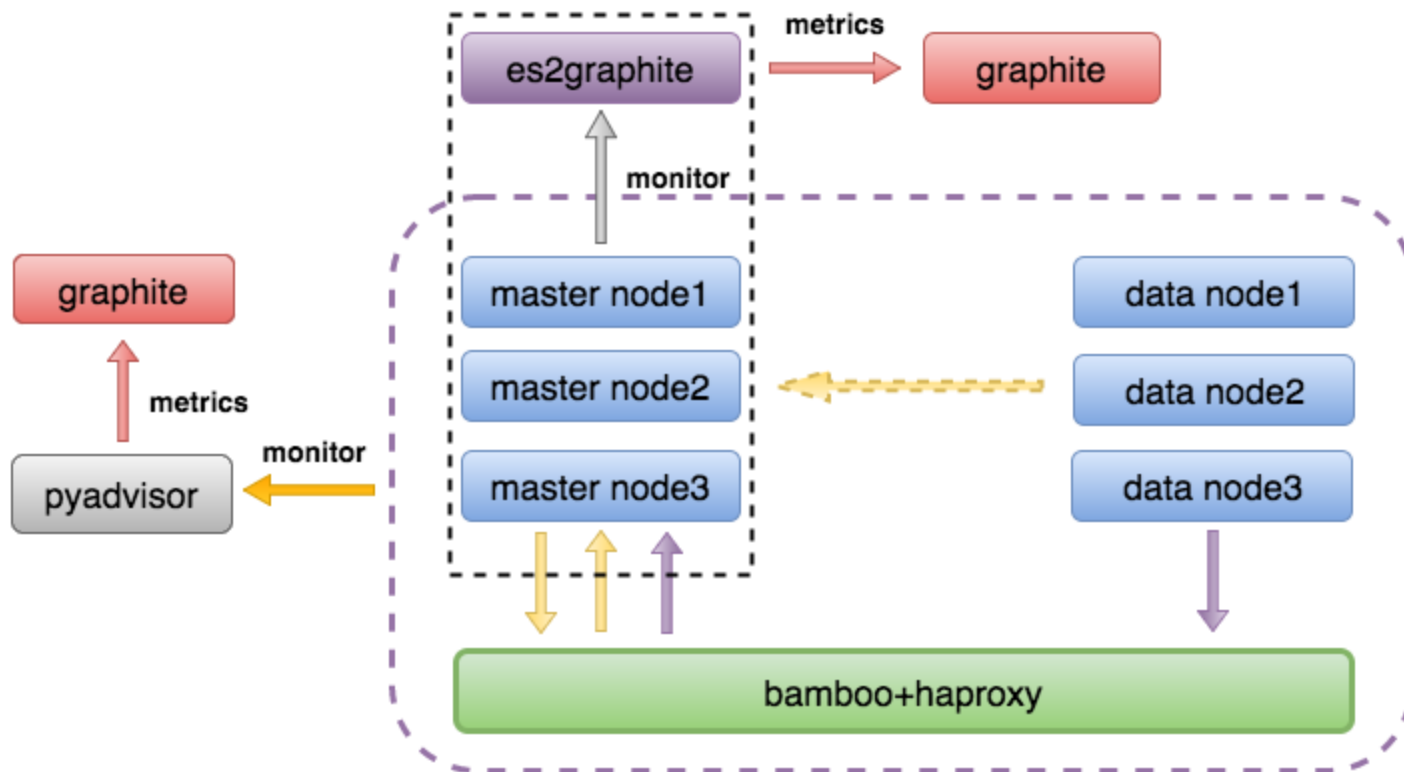 metrics
es2graphite
graphite
monitor
graphite
master node1
data node1
metrics
master node2
data node2
monitor
pyadvisor
master node3
data node3
bamboo+haproxy